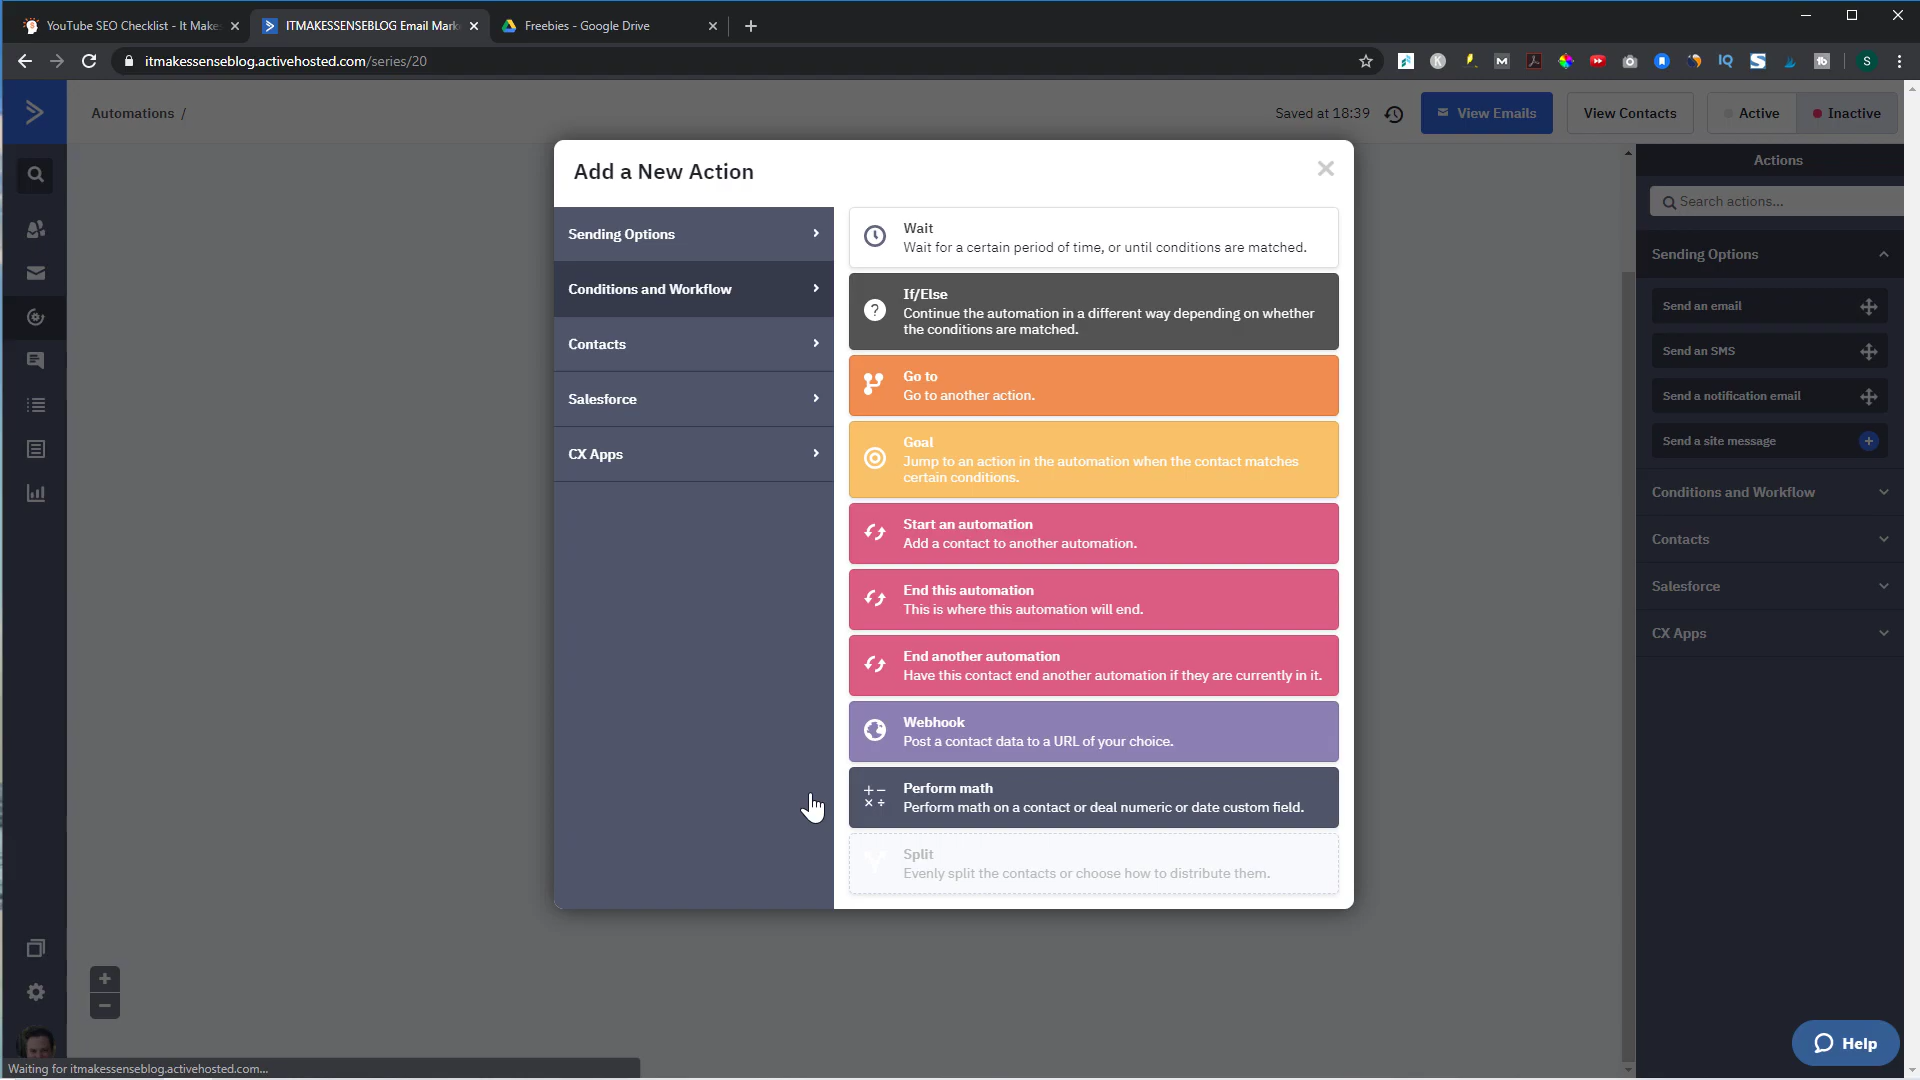 YouTube SEO Checklist - It Make
ITMAKESSENSEBLOG Email Mark
Freebies - Google Drive
itmakessenseblog.activehosted.com/series/20
Automations /
Saved at 18:39
View Emails
View Contacts
Active
Inactive
Add a New Action
Sending Options
Conditions and Workflow
Contacts
Salesforce
CX Apps
Wait
Wait for a certain period of time, or until conditions are matched.
If/Else
Continue the automation in a different way depending on whether
the conditions are matched.
Go to
Go to another action.
Goal
Jump to an action in the automation when the contact matches
certain conditions.
Start an automation
Add a contact to another automation.
End this automation
This is where this automation will end.
End another automation
Have this contact end another automation if they are currently in it.
Webhook
Post a contact data to a URL of your choice.
Perform math
Perform math on a contact or deal numeric or date custom field.
Split
Evenly split the contacts or choose how to distribute them.
Actions
Search actions...
Sending Options
Send an email
Send an SMS
Send a notification email
Send a site message
Conditions and Workflow
Contacts
Salesforce
CX Apps
Help
Waiting for itmakessenseblog.activehosted.com...